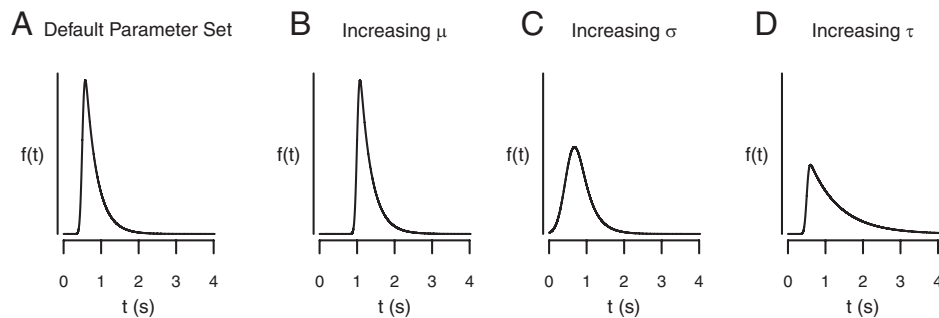 A Default Parameter Set
f(t)
0 1 2 3 4
t (s)
B Increasing μ
f(t)
0 1 2 3 4
t (s)
C Increasing σ
f(t)
0 1 2 3 4
t (s)
D Increasing τ
f(t)
0 1 2 3 4
t (s)